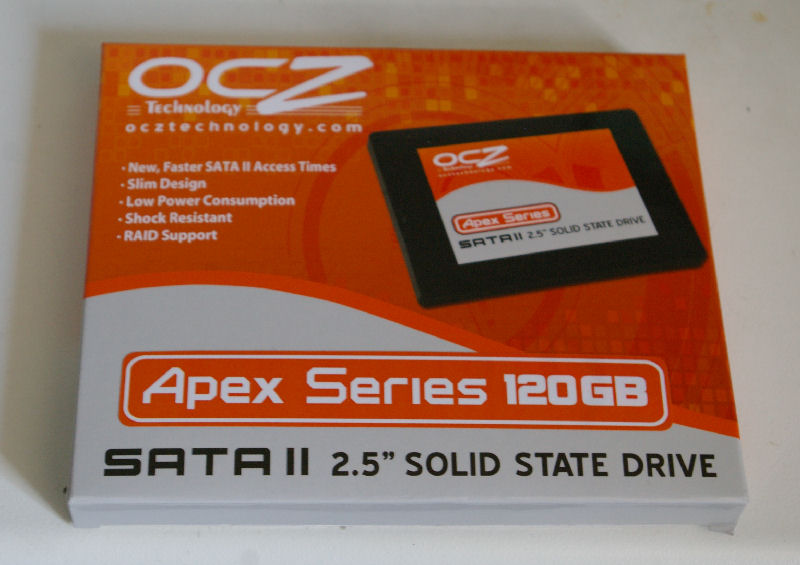 OCZ
Technology
ocztechnology.com
· New, Faster SATA II Access Times
· Slim Design
· Low Power Consumption
· Shock Resistant
· RAID Support
OCZ
Technology
Apex Series
SATA II 2.5" SOLID STATE DRIVE
Apex Series 120GB
SATA II 2.5” SOLID STATE DRIVE